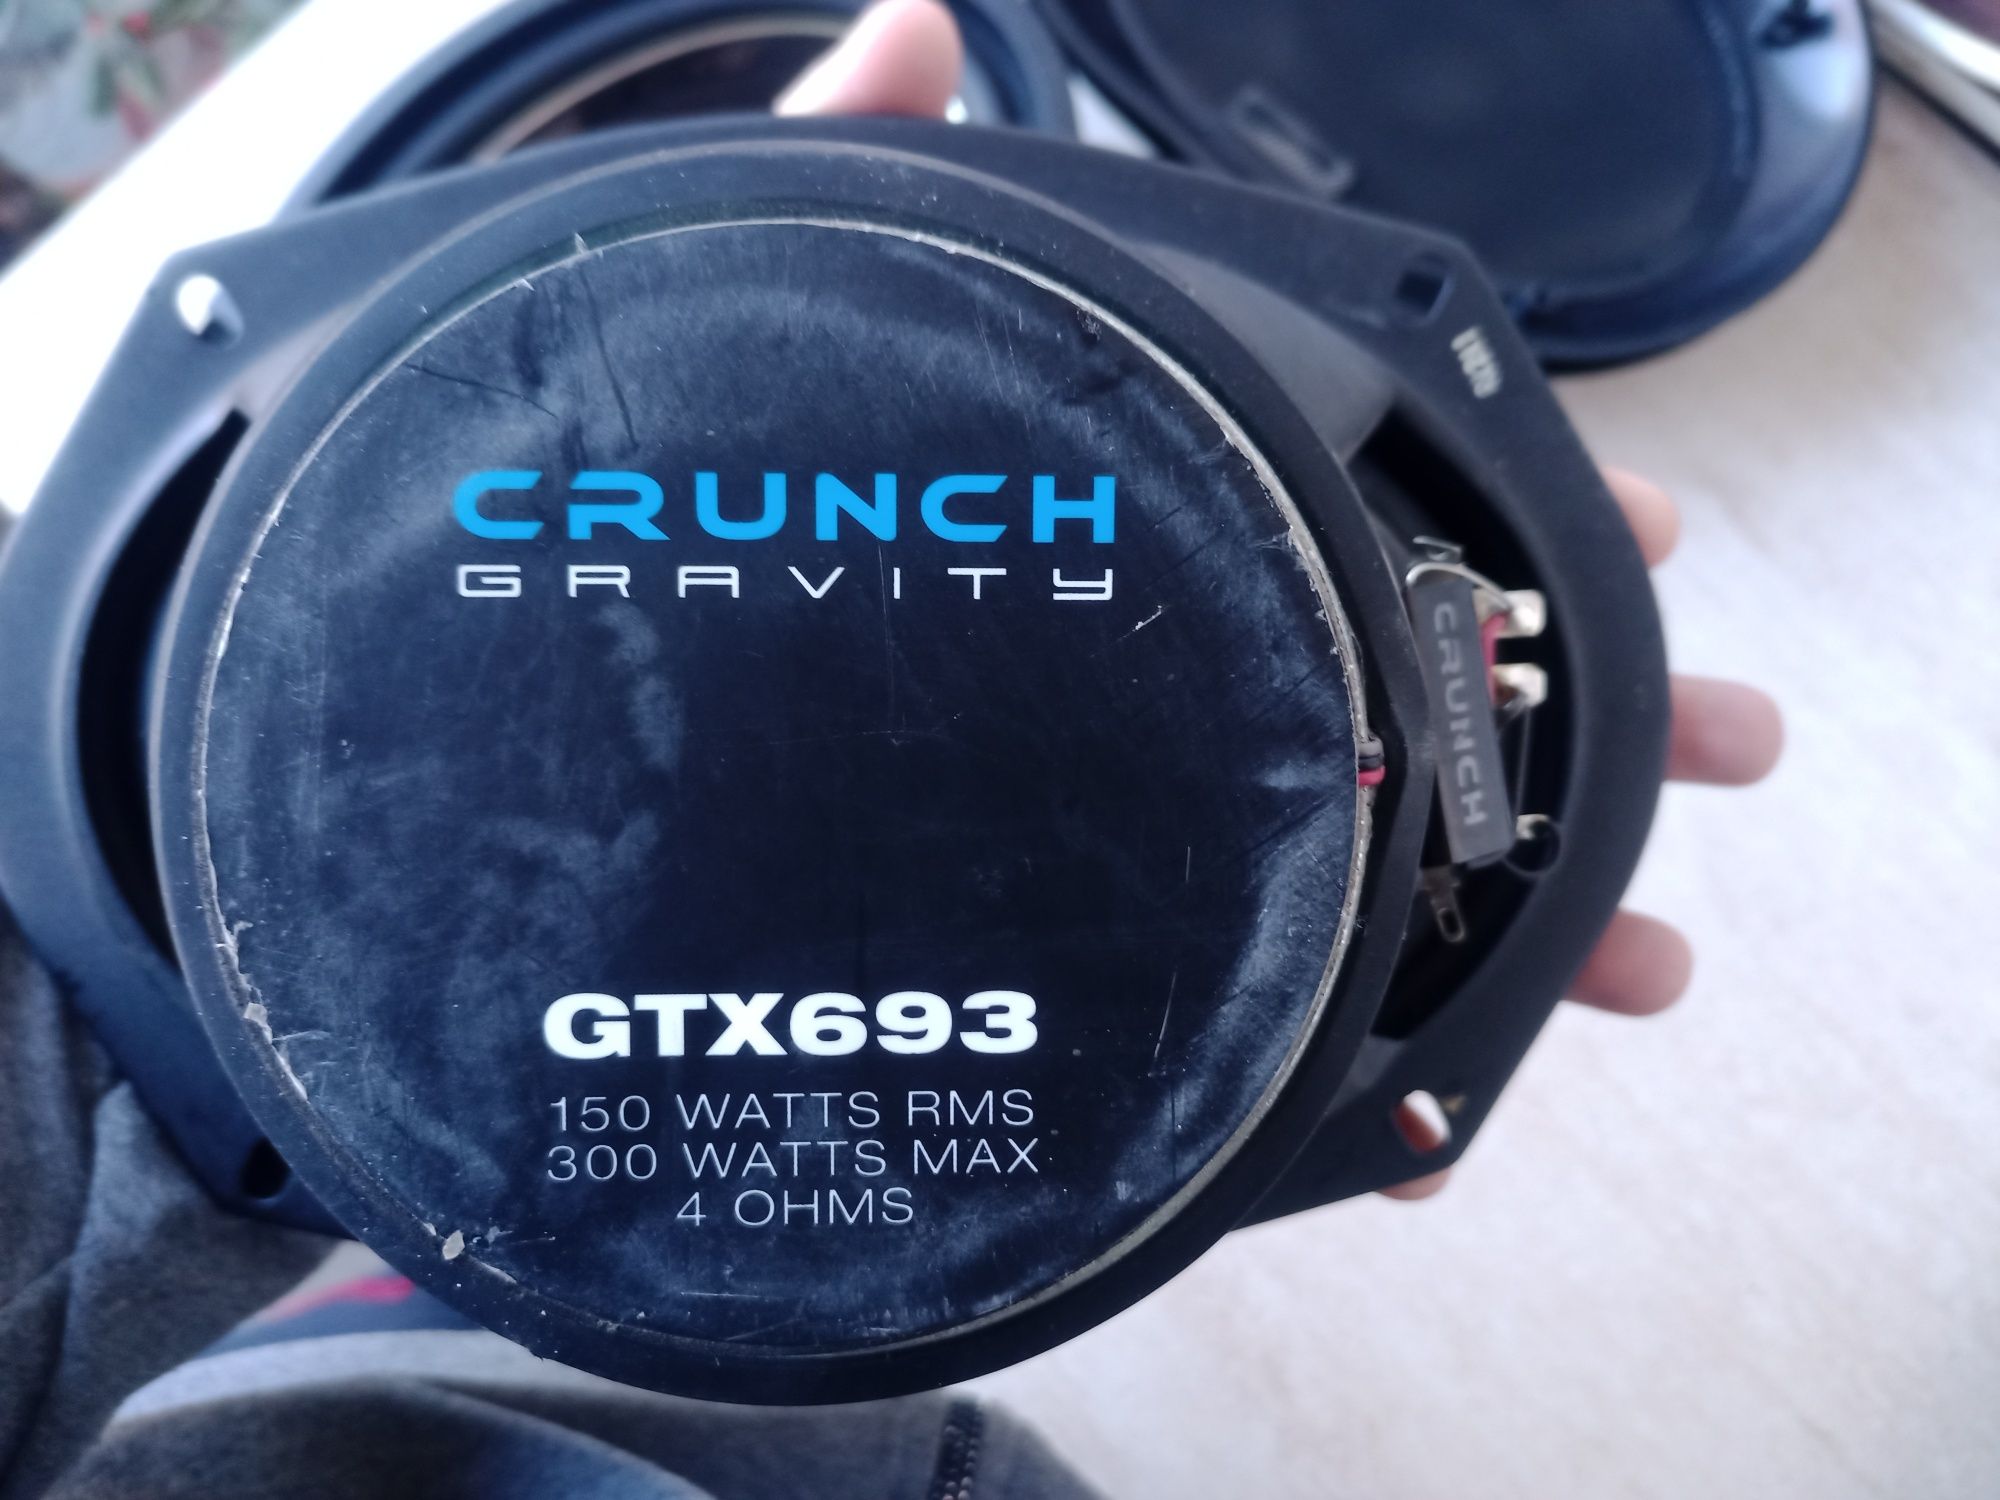 CRUNCH
GRAVITY
CRUNCH
GTX693
150 WATTS RMS
300 WATTS MAX
4 OHMS